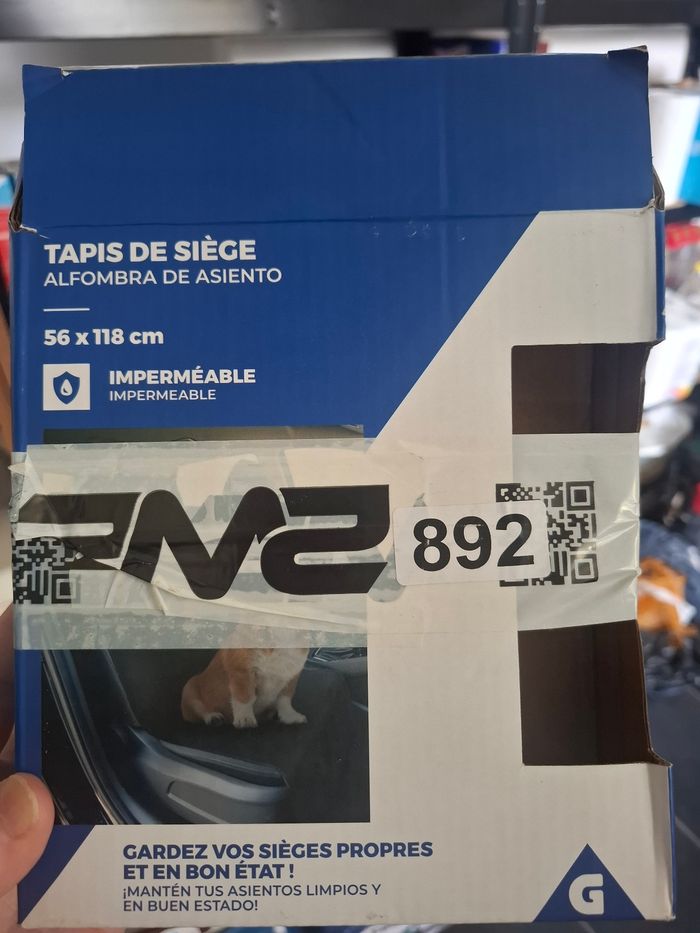 TAPIS DE SIÈGE
ALFOMBRA DE ASIENTO
56 x 118 cm
IMPERMÉABLE
IMPERMEABLE
892
GARDEZ VOS SIÈGES PROPRES
ET EN BON ÉTAT !
¡MANTÉN TUS ASIENTOS LIMPIOS Y
EN BUEN ESTADO!
G